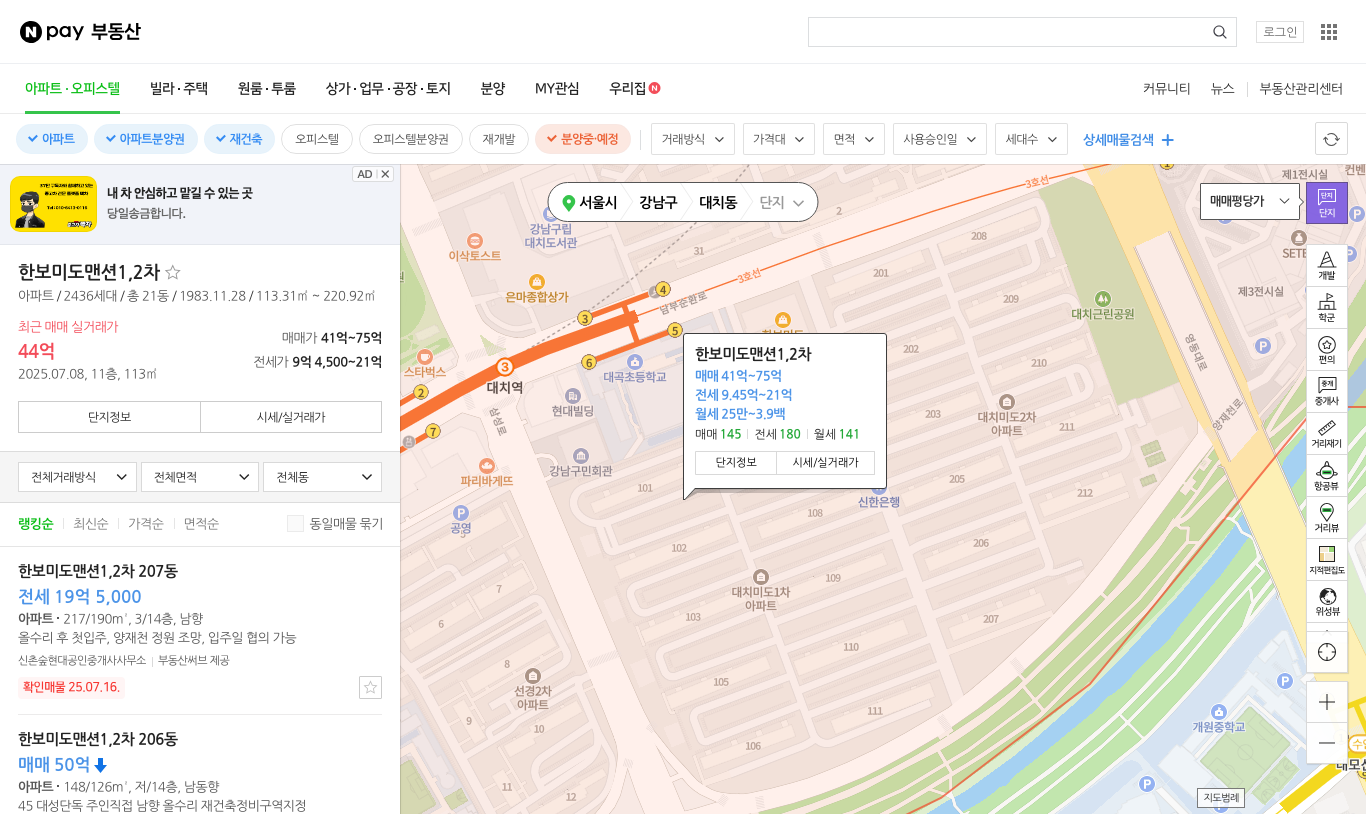 N pay 부동산
로그인
아파트·오피스텔 빌라·주택 원룸·투룸 상가·업무·공장·토지 분양 MY관심 우리집 N
커뮤니티 뉴스 부동산관리센터
아파트 아파트분양권 재건축 오피스텔 오피스텔분양권 재개발 분양중·예정 거래방식 가격대 면적 사용승인일 세대수 상세매물검색
AD
내 차 안심하고 맡길 수 있는 곳
당일송금합니다.
한보미도맨션1,2차
아파트 / 2436세대 / 총 21동 / 1983.11.28 / 113.31㎡ ~ 220.92㎡
최근 매매 실거래가
44억
2025.07.08, 11층, 113㎡
매매가 41억~75억
전세가 9억 4,500~21억
단지정보 시세/실거래가
전체거래방식 전체면적 전체동
랭킹순 최신순 가격순 면적순 동일매물 묶기
한보미도맨션1,2차 207동
전세 19억 5,000
아파트 · 217/190㎡, 3/14층, 남향
올수리 후 첫입주, 양재천 정원 조망, 입주일 협의 가능
신촌숲현대공인중개사사무소 부동산써브 제공
확인매물 25.07.16.
한보미도맨션1,2차 206동
매매 50억
아파트 · 148/126㎡, 저/14층, 남동향
45 대성단독 주인직접 남향 올수리 재건축정비구역지정
서울시 강남구 대치동 단지
3호선
제1전시실
컨벤
매매평당가
단지
단지
2
강남구립
대치도서관
이삭토스트
31
208
SETE
은마종합상가
3호선
201
4
남부순환로
209
제3전시실
3
대치근린공원
5
한보미도
6
대곡초등학교
202
210
영동대로
P
스타벅스
3
대치역
2
현대빌딩
203
대치미도2차
아파트
211
양재천로
삼성로
7
강남구민회관
파리바게뜨
101
205
212
신한은행
P
공영
5
108
206
102
7
대치미도1차
아파트
109
103
6
207
110
8
선경2차
아파트
105
111
9
10
106
11
12
P
개원중학교
P
한보미도맨션1,2차
매매 41억~75억
전세 9.45억~21억
월세 25만~3.9백
매매 145 전세 180 월세 141
단지정보 시세/실거래가
개발
학군
편의
중개
중개사
거리재기
항공뷰
거리뷰
지적편집도
위성뷰
지도범례